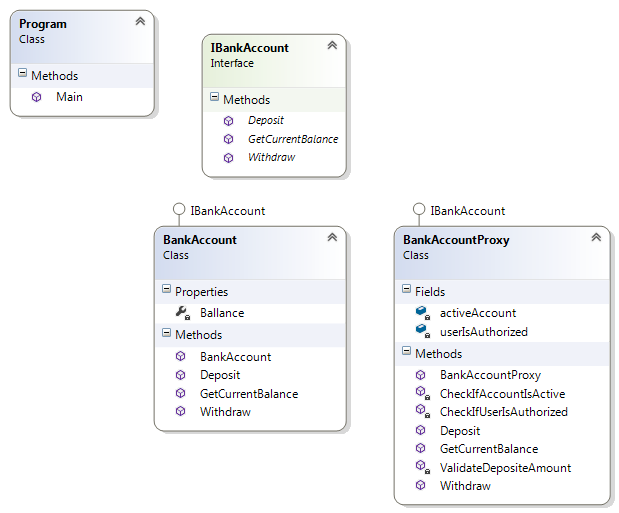 Program
Class
Methods
Main
IBankAccount
Interface
Methods
Deposit
GetCurrentBalance
Withdraw
IBankAccount
BankAccount
Class
Properties
Ballance
Methods
BankAccount
Deposit
GetCurrentBalance
Withdraw
IBankAccount
BankAccountProxy
Class
Fields
activeAccount
userIsAuthorized
Methods
BankAccountProxy
CheckIfAccountIsActive
CheckIfUserIsAuthorized
Deposit
GetCurrentBalance
ValidateDepositeAmount
Withdraw